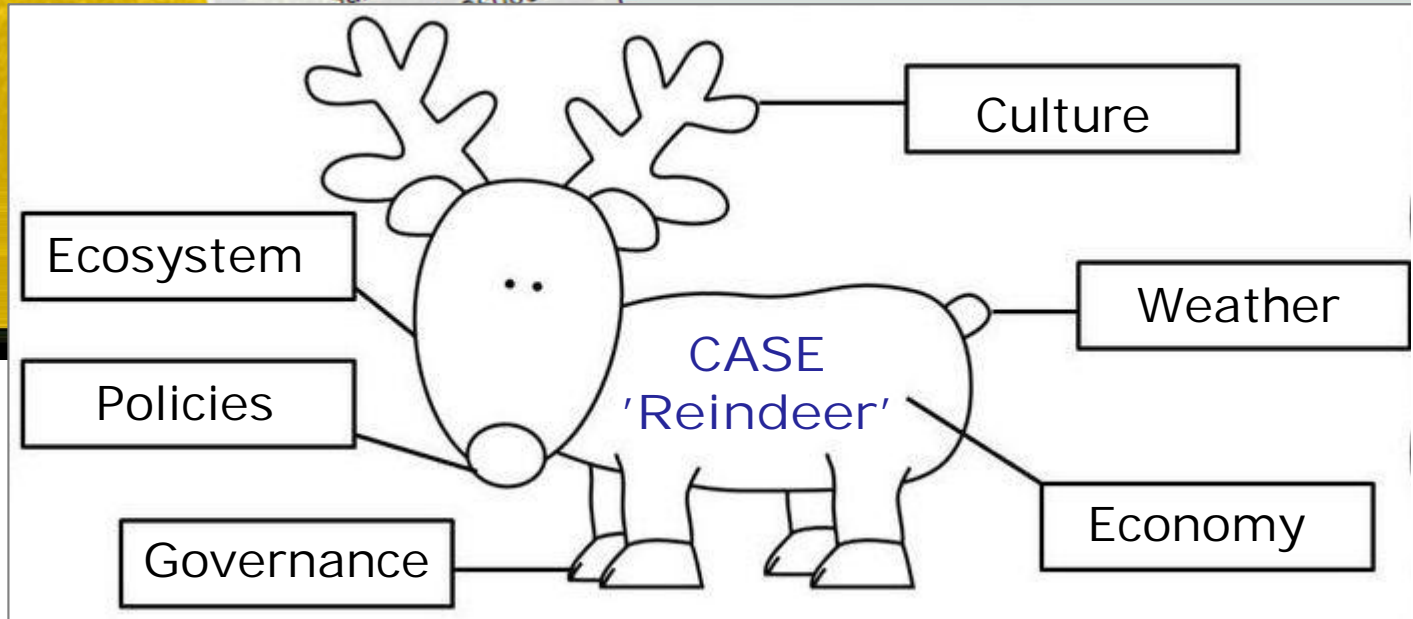 Culture
Ecosystem
Weather
CASE
'Reindeer'
Policies
Economy
Governance